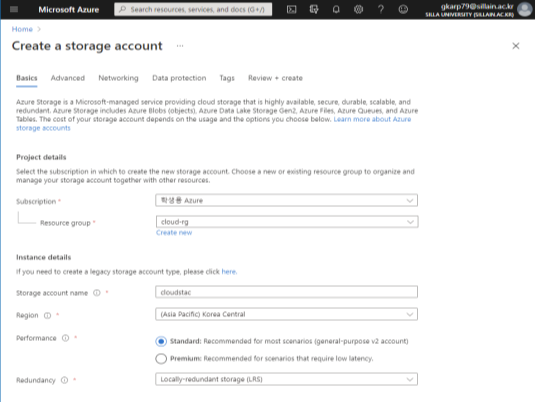 Microsoft Azure
Search resources, services, and docs (G+/)
gkarp79@sillain.ac.kr
SILLA UNIVERSITY (SILLAIN.AC.KR)
Home >
Create a storage account ...
Basics Advanced Networking Data protection Tags Review + create
Azure Storage is a Microsoft-managed service providing cloud storage that is highly available, secure, durable, scalable, and
redundant. Azure Storage includes Azure Blobs (objects), Azure Data Lake Storage Gen2, Azure Files, Azure Queues, and Azure
Tables. The cost of your storage account depends on the usage and the options you choose below. Learn more about Azure
storage accounts
Project details
Select the subscription in which to create the new storage account. Choose a new or existing resource group to organize and
manage your storage account together with other resources.
Subscription *
학생용 Azure
Resource group *
cloud-rg
Create new
Instance details
If you need to create a legacy storage account type, please click here.
Storage account name *
cloudstac
Region *
(Asia Pacific) Korea Central
Performance *
Standard: Recommended for most scenarios (general-purpose v2 account)
Premium: Recommended for scenarios that require low latency.
Redundancy *
Locally-redundant storage (LRS)